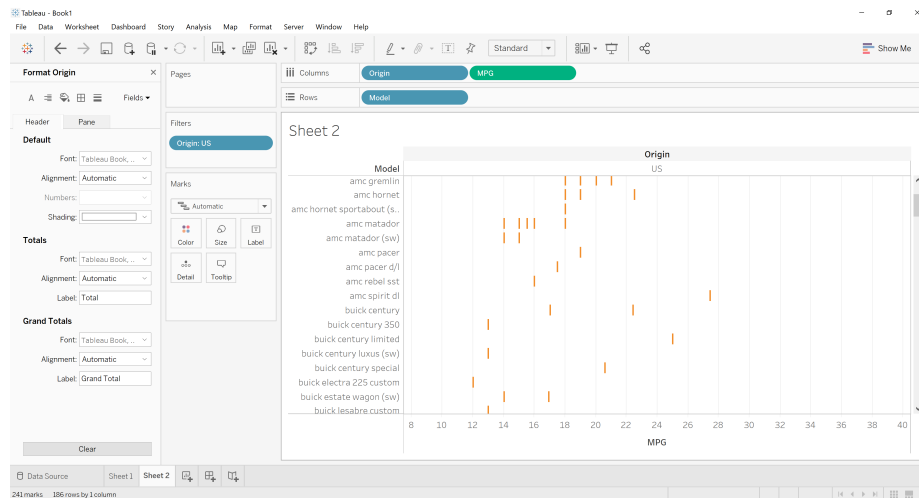 Tableau - Book1
File Data Worksheet Dashboard Story Analysis Map Format Server Window Help
Standard
Show Me
Format Origin
Fields
Header Pane
Default
Font: Tableau Book, ...
Alignment: Automatic
Numbers:
Shading:
Totals
Font: Tableau Book, ...
Alignment: Automatic
Label: Total
Grand Totals
Font: Tableau Book, ...
Alignment: Automatic
Label: Grand Total
Clear
Pages
Filters
Origin: US
Marks
Automatic
Color Size Label
Detail Tooltip
Columns Origin MPG
Rows Model
Sheet 2
Origin
Model US
amc gremlin
amc hornet
amc hornet sportabout (s..
amc matador
amc matador (sw)
amc pacer
amc pacer d/l
amc rebel sst
amc spirit dl
buick century
buick century 350
buick century limited
buick century luxus (sw)
buick century special
buick electra 225 custom
buick estate wagon (sw)
buick lesabre custom
8 10 12 14 16 18 20 22 24 26 28 30 32 34 36 38 40
MPG
Data Source Sheet 1 Sheet 2
241 marks 186 rows by 1 column